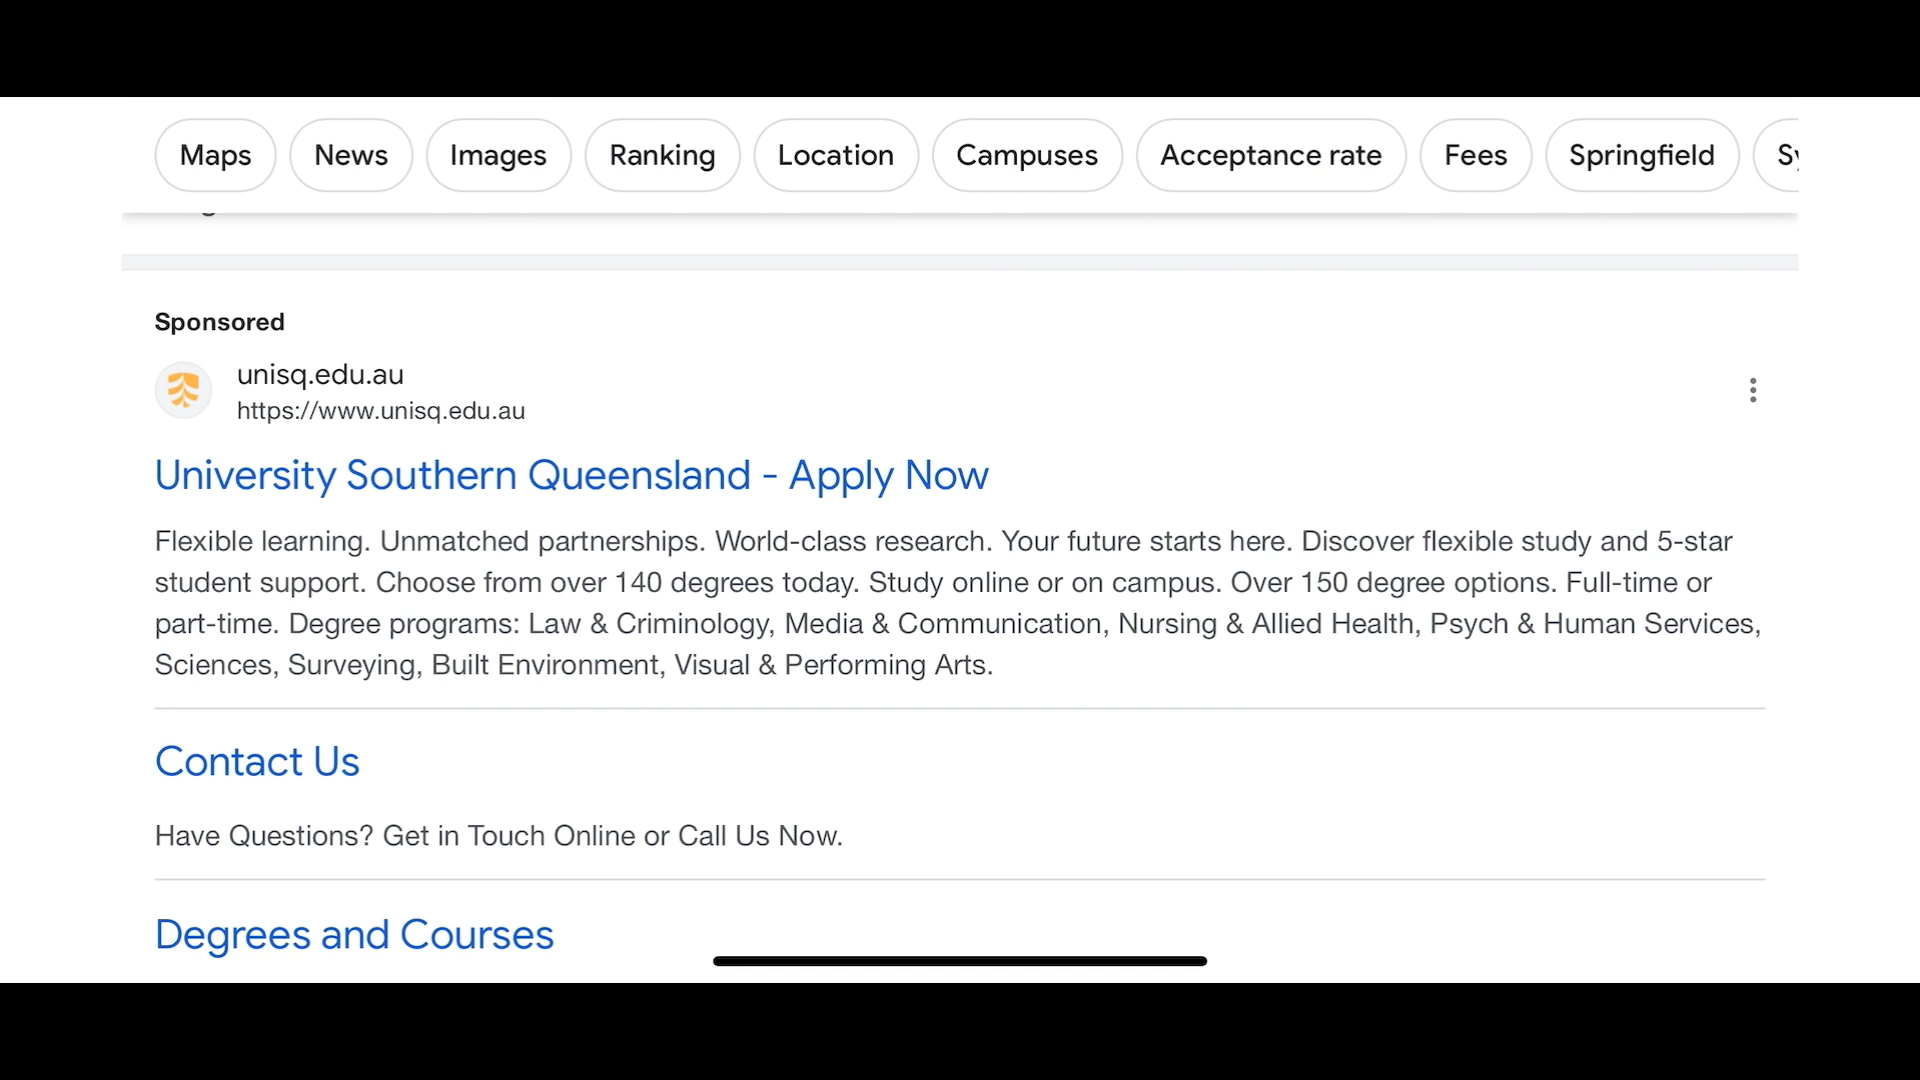 Maps News Images Ranking Location Campuses Acceptance rate Fees Springfield
Sponsored
unisq.edu.au
https://www.unisq.edu.au
University Southern Queensland - Apply Now
Flexible learning. Unmatched partnerships. World-class research. Your future starts here. Discover flexible study and 5-star
student support. Choose from over 140 degrees today. Study online or on campus. Over 150 degree options. Full-time or
part-time. Degree programs: Law & Criminology, Media & Communication, Nursing & Allied Health, Psych & Human Services,
Sciences, Surveying, Built Environment, Visual & Performing Arts.
Contact Us
Have Questions? Get in Touch Online or Call Us Now.
Degrees and Courses